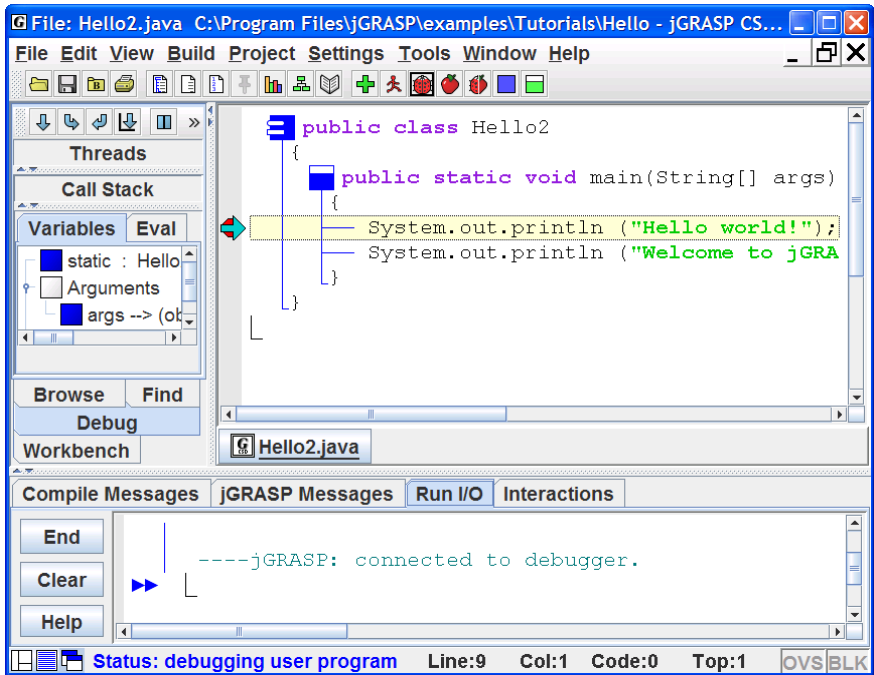 File: Hello2.java C:\Program Files\jGRASP\examples\Tutorials\Hello - jGRASP CS...
File Edit View Build Project Settings Tools Window Help
B
»
Threads
Call Stack
Variables Eval
static : Hello
Arguments
args --> (ob
Browse Find
Debug
Workbench
public class Hello2
{
public static void main(String[] args)
{
System.out.println ("Hello world!");
System.out.println ("Welcome to jGRA
}
}
Hello2.java
Compile Messages jGRASP Messages Run I/O Interactions
End
Clear
Help
----jGRASP: connected to debugger.
Status: debugging user program Line:9 Col:1 Code:0 Top:1 OVS BLK